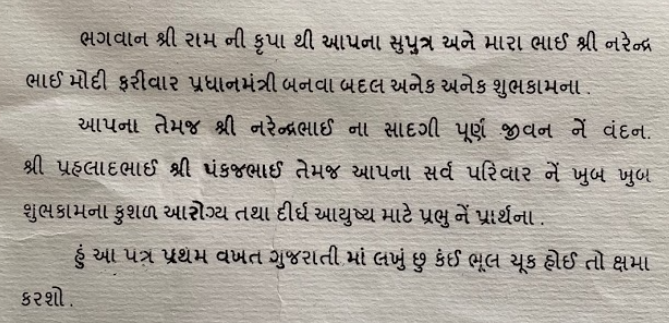 ભગવાન શ્રી રામ ની કૃપા થી આપના સુપુત્ર અને મારા ભાઈ શ્રી નરેન્દ્ર
ભાઈ મોદી ફરીવાર પ્રધાનમંત્રી બનવા બદલ અનેક અનેક શુભકામના .
આપના તેમજ શ્રી નરેન્દ્રભાઈ ના સાદગી પૂર્ણ જીવન નેં વંદન.
શ્રી પ્રહલાદભાઈ શ્રી પંકજભાઈ તેમજ આપના સર્વ પરિવાર નેં ખુબ ખુબ
શુભકામના કુશળ આરોગ્ય તથા દીર્ઘ આયુષ્ય માટે પ્રભુ નેં પ્રાર્થના .
હું આ પત્ર પ્રથમ વખત ગુજરાતી માં લખું છુ કંઈ ભૂલ ચૂક હોઈ તો ક્ષમા
કરશો .